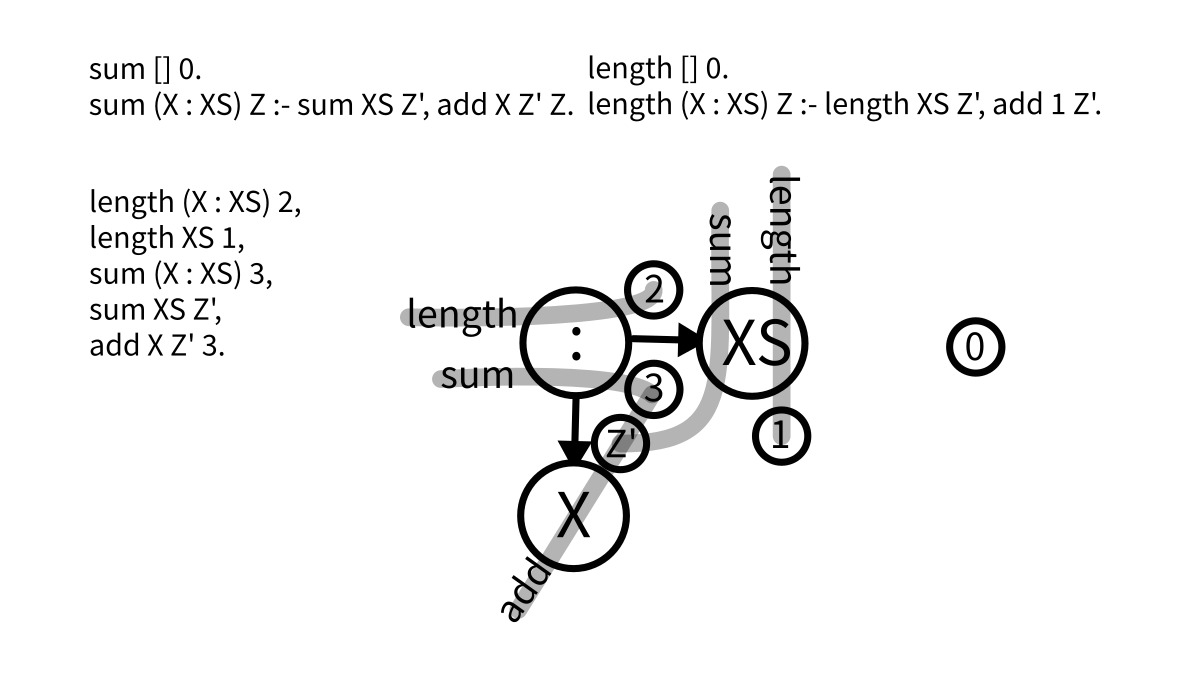 sum [] 0.
sum (X : XS) Z :- sum XS Z', add X Z' Z.
length [] 0.
length (X : XS) Z :- length XS Z', add 1 Z'.
length (X : XS) 2,
length XS 1,
sum (X : XS) 3,
sum XS Z',
add X Z' 3.
length
sum
:
2
3
Z'
X
add
sum
length
XS
1
0